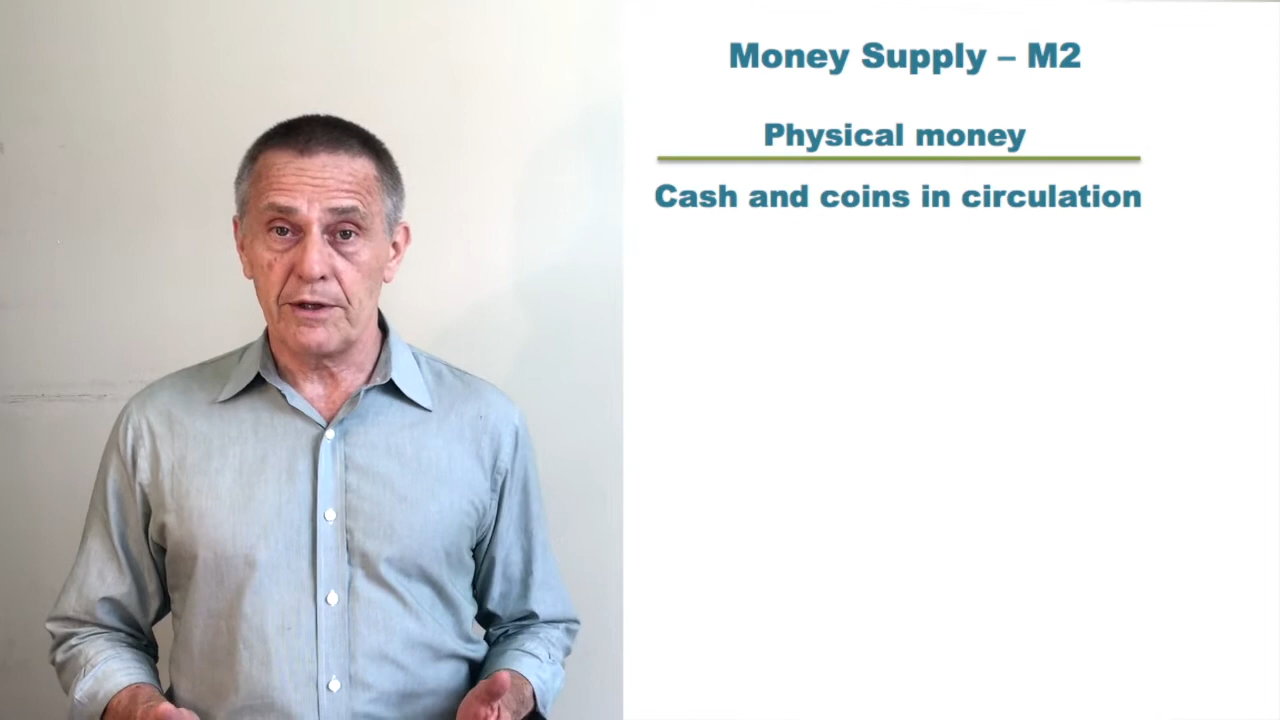 Money Supply – M2
Physical money
Cash and coins in circulation